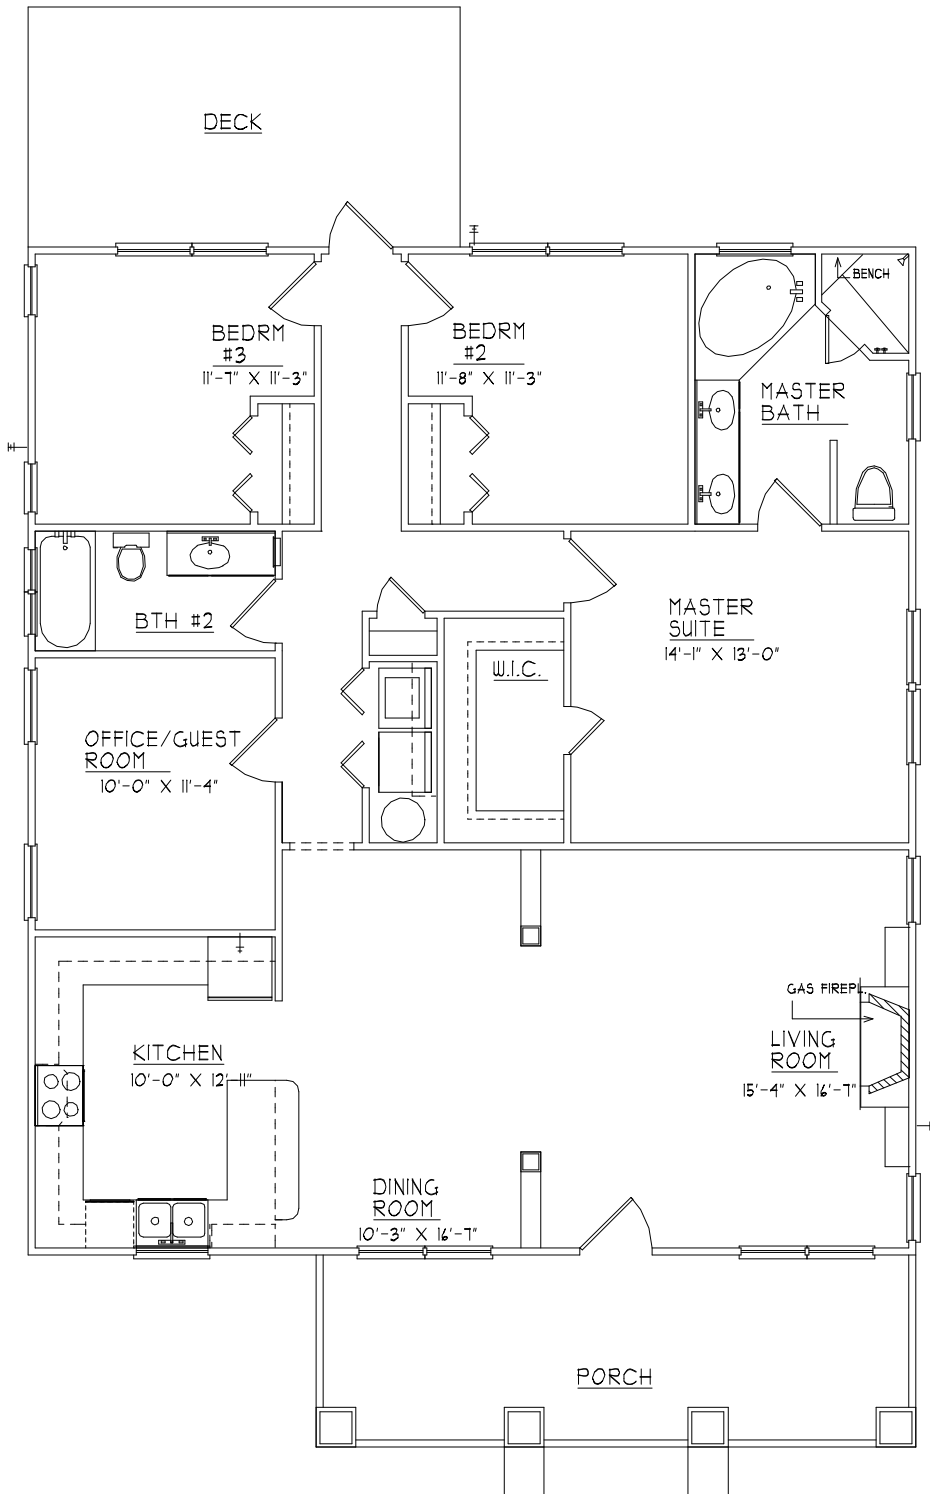 DECK
BEDRM
#3
11'-7" X 11'-3"
BEDRM
#2
11'-8" X 11'-3"
BENCH
MASTER
BATH
BTH #2
MASTER
SUITE
14'-1" X 13'-0"
W.I.C.
OFFICE/GUEST
ROOM
10'-0" X 11'-4"
GAS FIREPL.
KITCHEN
10'-0" X 12'-11"
LIVING
ROOM
15'-4" X 16'-7"
DINING
ROOM
10'-3" X 16'-7"
PORCH